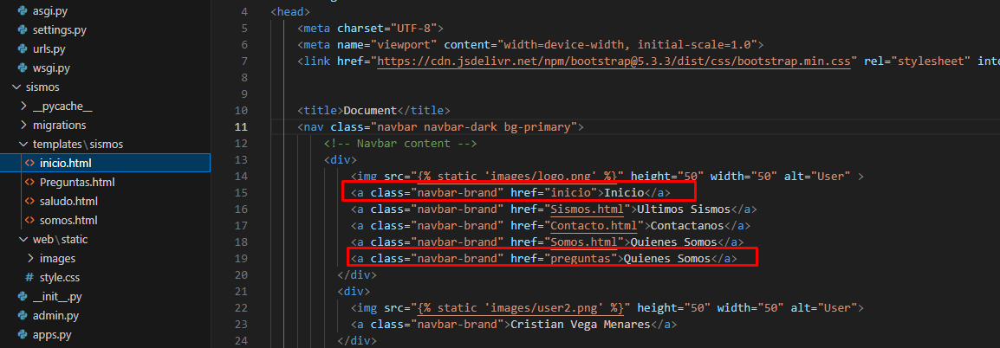 asgi.py
settings.py
urls.py
wsgi.py
sismos
__pycache__
migrations
templates\sismos
inicio.html
Preguntas.html
saludo.html
somos.html
web\static
images
# style.css
__init__.py
admin.py
apps.py
4 <head>
5 <meta charset="UTF-8">
6 <meta name="viewport" content="width=device-width, initial-scale=1.0">
7 <link href="https://cdn.jsdelivr.net/npm/bootstrap@5.3.3/dist/css/bootstrap.min.css" rel="stylesheet" inte
8
9
10 <title>Document</title>
11 <nav class="navbar navbar-dark bg-primary">
12 <!-- Navbar content -->
13 <div>
14 <img src="{% static 'images/logo.png' %}" height="50" width="50" alt="User" >
15 <a class="navbar-brand" href="inicio">Inicio</a>
16 <a class="navbar-brand" href="Sismos.html">Ultimos Sismos</a>
17 <a class="navbar-brand" href="Contacto.html">Contactanos</a>
18 <a class="navbar-brand" href="Somos.html">Quienes Somos</a>
19 <a class="navbar-brand" href="preguntas">Quienes Somos</a>
20 </div>
21 <div>
22 <img src="{% static 'images/user2.png' %}" height="50" width="50" alt="User">
23 <a class="navbar-brand">Cristian Vega Menares</a>
24 </div>